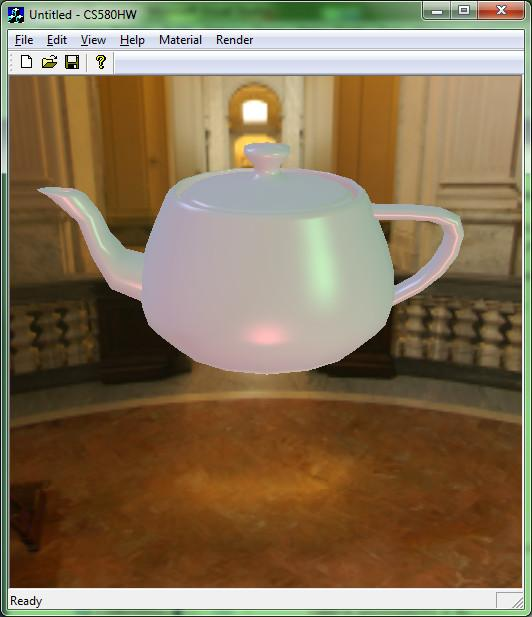 Untitled - CS580HW
File Edit View Help Material Render
Ready